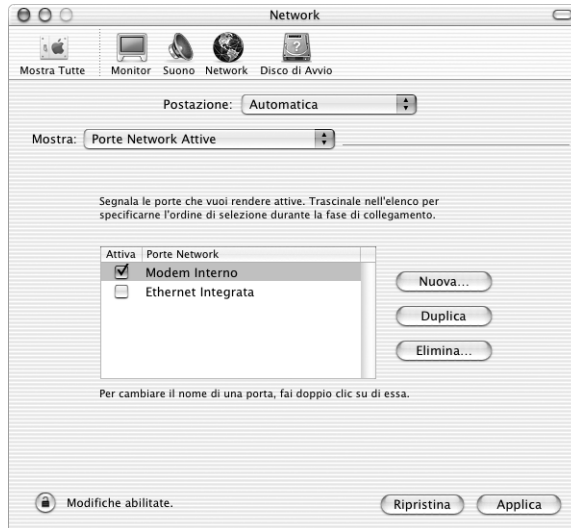 Network
Mostra Tutte Monitor Suono Network Disco di Avvio
Postazione: Automatica
Mostra: Porte Network Attive
Segnala le porte che vuoi rendere attive. Trascinale nell'elenco per
specificarne l'ordine di selezione durante la fase di collegamento.
Attiva Porte Network
Modem Interno
Ethernet Integrata
Nuova...
Duplica
Elimina...
Per cambiare il nome di una porta, fai doppio clic su di essa.
Modifiche abilitate.
Ripristina Applica